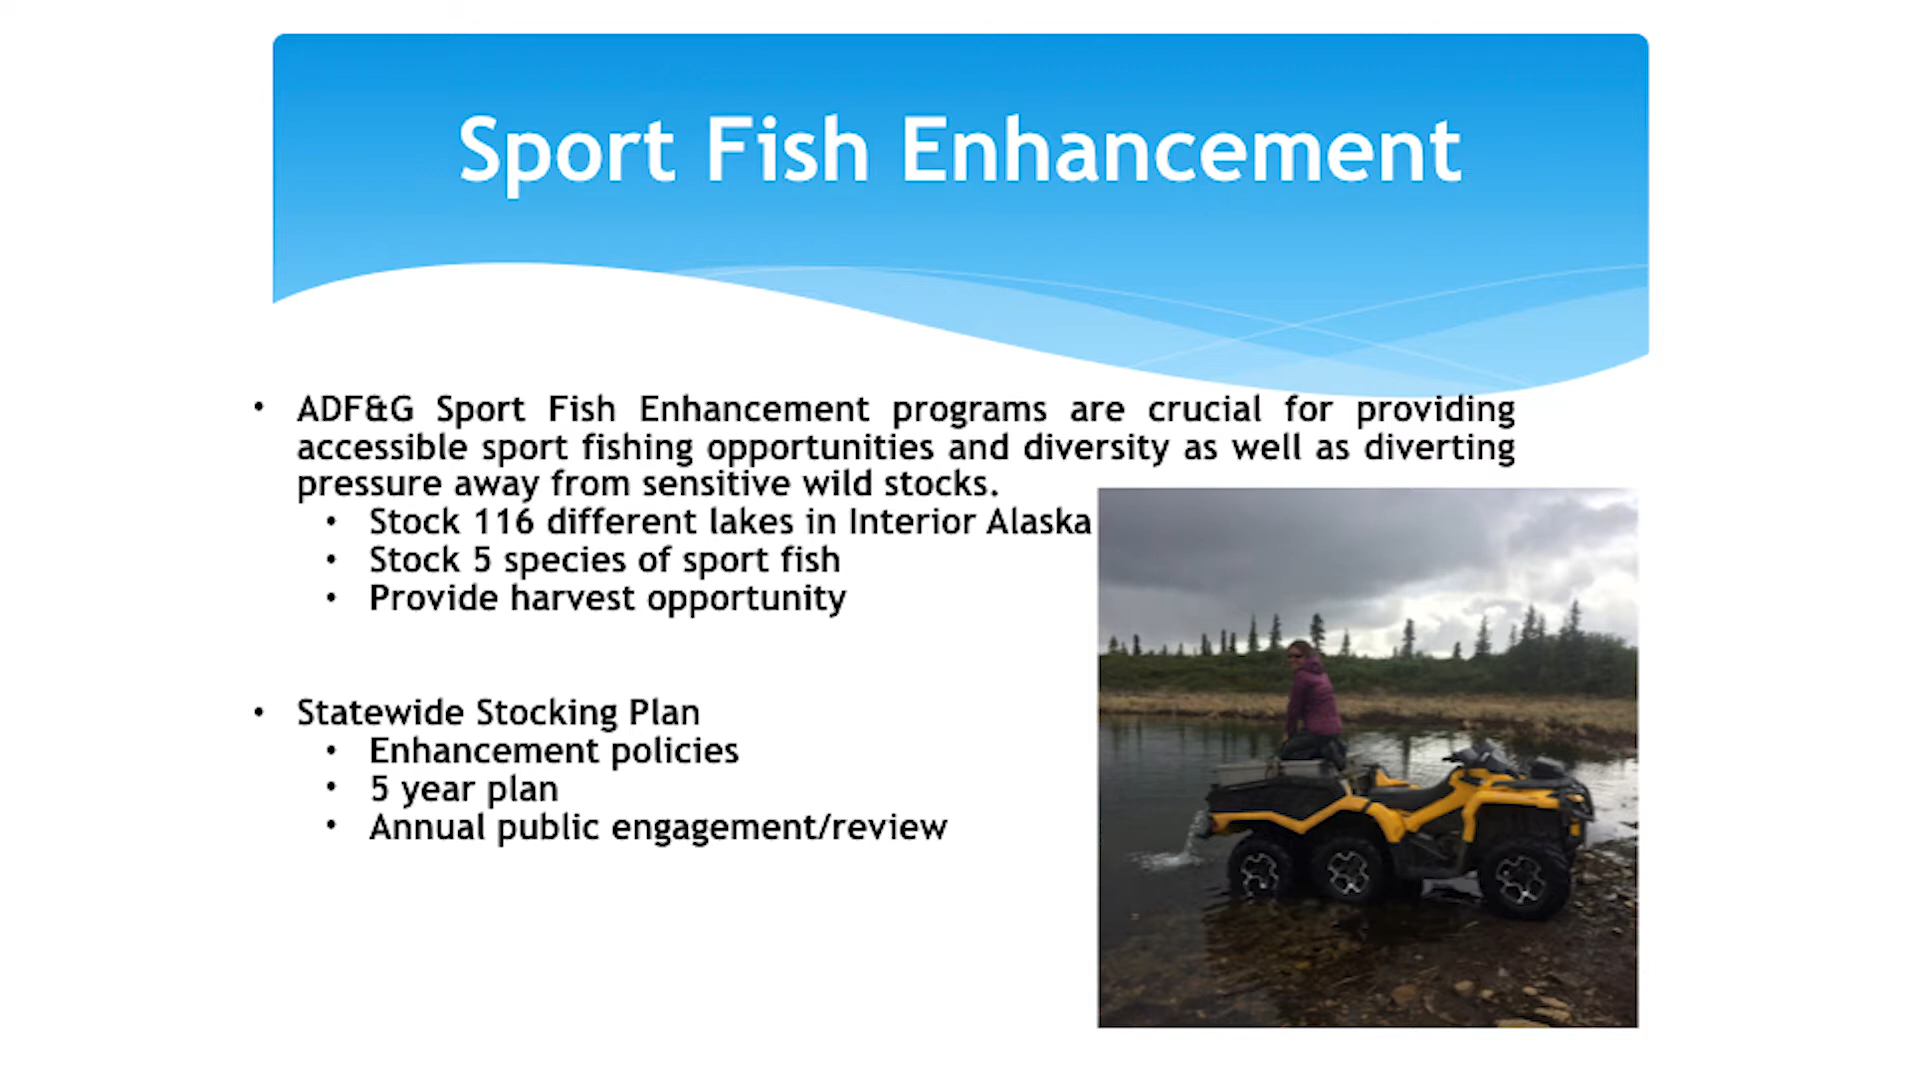 Sport Fish Enhancement
• ADF&G Sport Fish Enhancement programs are crucial for providing
accessible sport fishing opportunities and diversity as well as diverting
pressure away from sensitive wild stocks.
• Stock 116 different lakes in Interior Alaska
• Stock 5 species of sport fish
• Provide harvest opportunity
• Statewide Stocking Plan
• Enhancement policies
• 5 year plan
• Annual public engagement/review